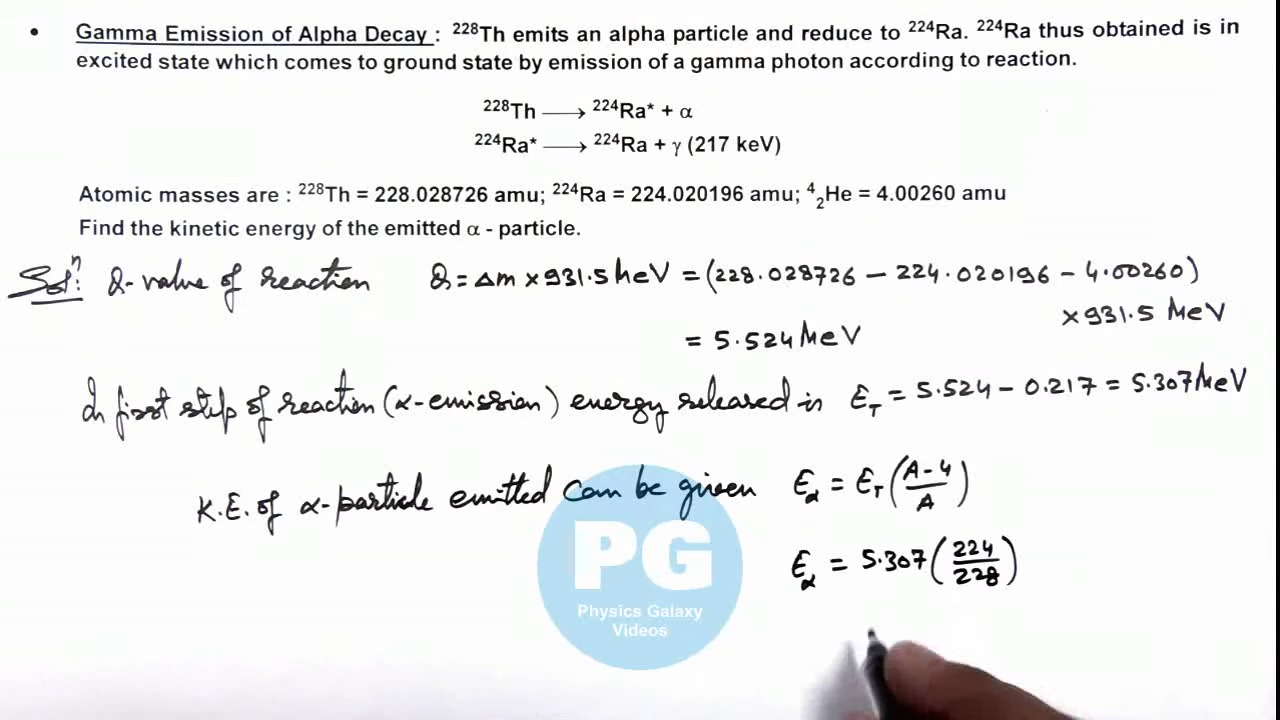 • Gamma Emission of Alpha Decay : ²²⁸Th emits an alpha particle and reduce to ²²⁴Ra. ²²⁴Ra thus obtained is in
excited state which comes to ground state by emission of a gamma photon according to reaction.
²²⁸Th ⟶ ²²⁴Ra* + α
²²⁴Ra* ⟶ ²²⁴Ra + γ (217 keV)
Atomic masses are : ²²⁸Th = 228.028726 amu; ²²⁴Ra = 224.020196 amu; ⁴₂He = 4.00260 amu
Find the kinetic energy of the emitted α - particle.
Solⁿ: Q-value of reaction Q = Δm × 931.5 MeV = (228.028726 − 224.020196 − 4.00260)
× 931.5 MeV
= 5.524 MeV
In first step of reaction (α-emission) energy released is E_T = 5.524 − 0.217 = 5.307 MeV
K.E. of α-particle emitted can be given E_α = E_T (A-4/A)
E_α = 5.307 (224/228)
PG
Physics Galaxy
Videos